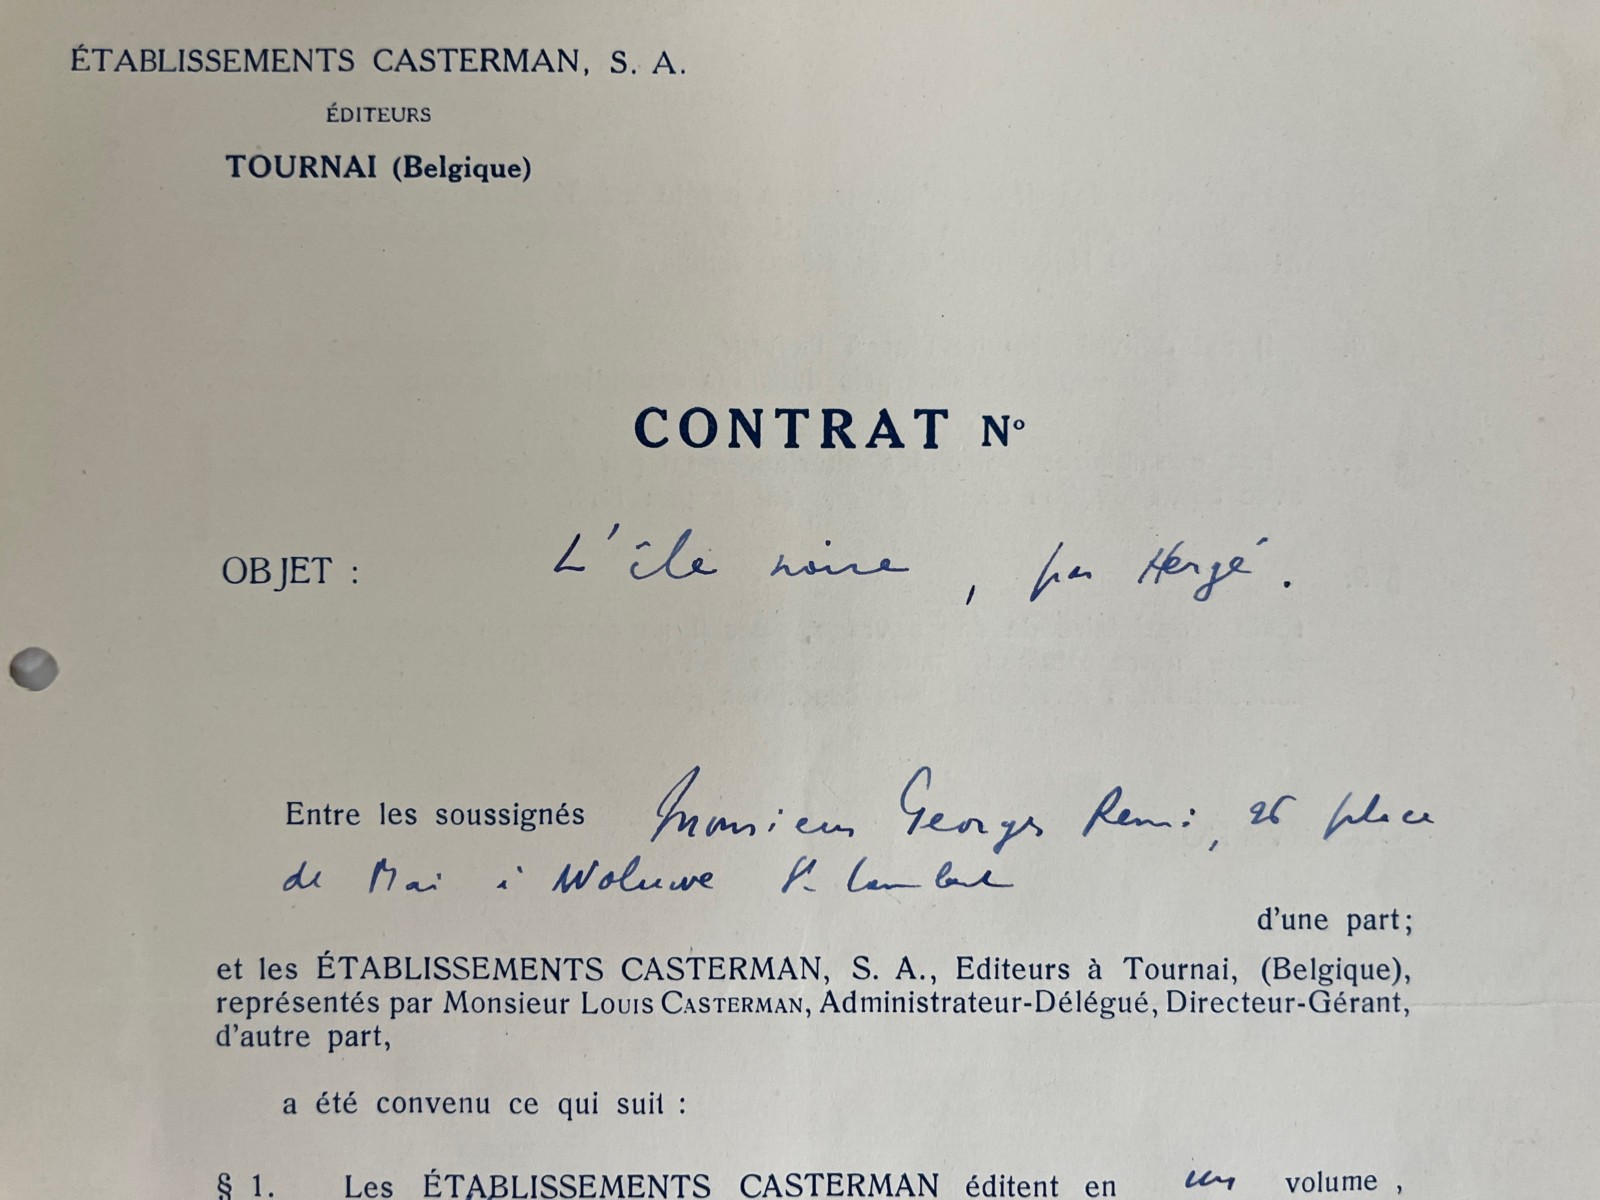 ÉTABLISSEMENTS CASTERMAN, S. A.
ÉDITEURS
TOURNAI (Belgique)
CONTRAT Nº
OBJET : L'île noire, par Hergé.
Entre les soussignés Monsieur Georges Remi, 26 place
de Mai à Woluwe St Lambert
d'une part;
et les ÉTABLISSEMENTS CASTERMAN, S. A., Editeurs à Tournai, (Belgique),
représentés par Monsieur LOUIS CASTERMAN, Administrateur-Délégué, Directeur-Gérant,
d'autre part,
a été convenu ce qui suit :
§ 1. Les ÉTABLISSEMENTS CASTERMAN éditent en un volume ,